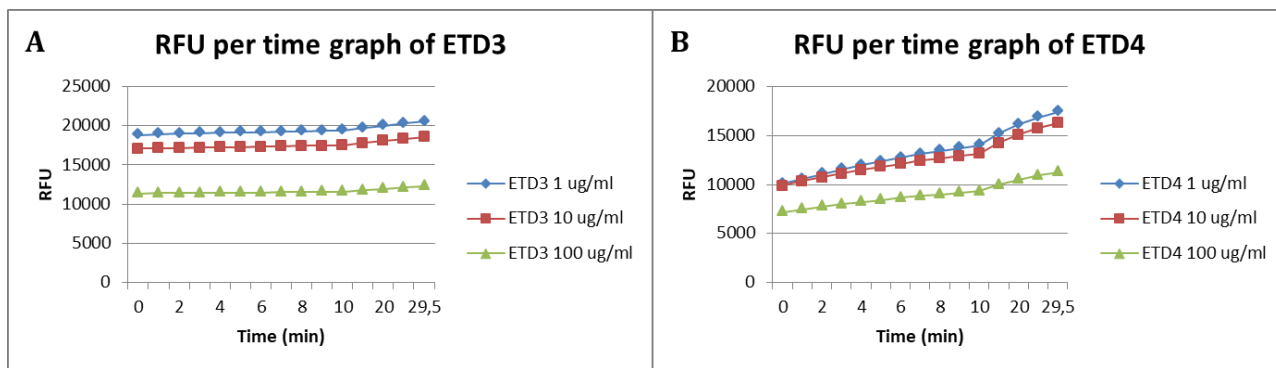 A
RFU per time graph of ETD3
25000
20000
15000
10000
5000
0
RFU
0 2 4 6 8 10 20 29,5
Time (min)
ETD3 1 ug/ml
ETD3 10 ug/ml
ETD3 100 ug/ml
B
RFU per time graph of ETD4
20000
15000
10000
5000
0
RFU
0 2 4 6 8 10 20 29,5
Time (min)
ETD4 1 ug/ml
ETD4 10 ug/ml
ETD4 100 ug/ml